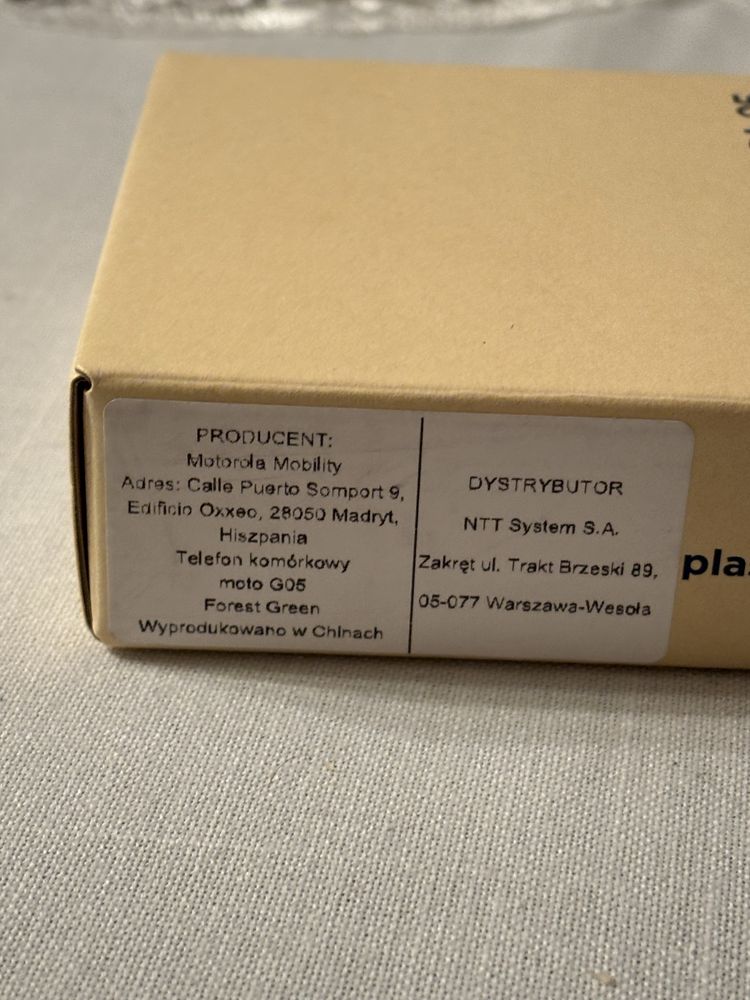 PRODUCENT:
Motorola Mobility
Adres: Calle Puerto Somport 9,
Edificio Oxxeo, 28050 Madryt,
Hiszpania
Telefon komórkowy
moto G05
Forest Green
Wyprodukowano w Chinach
DYSTRYBUTOR
NTT System S.A.
Zakręt ul. Trakt Brzeski 89,
05-077 Warszawa-Wesoła